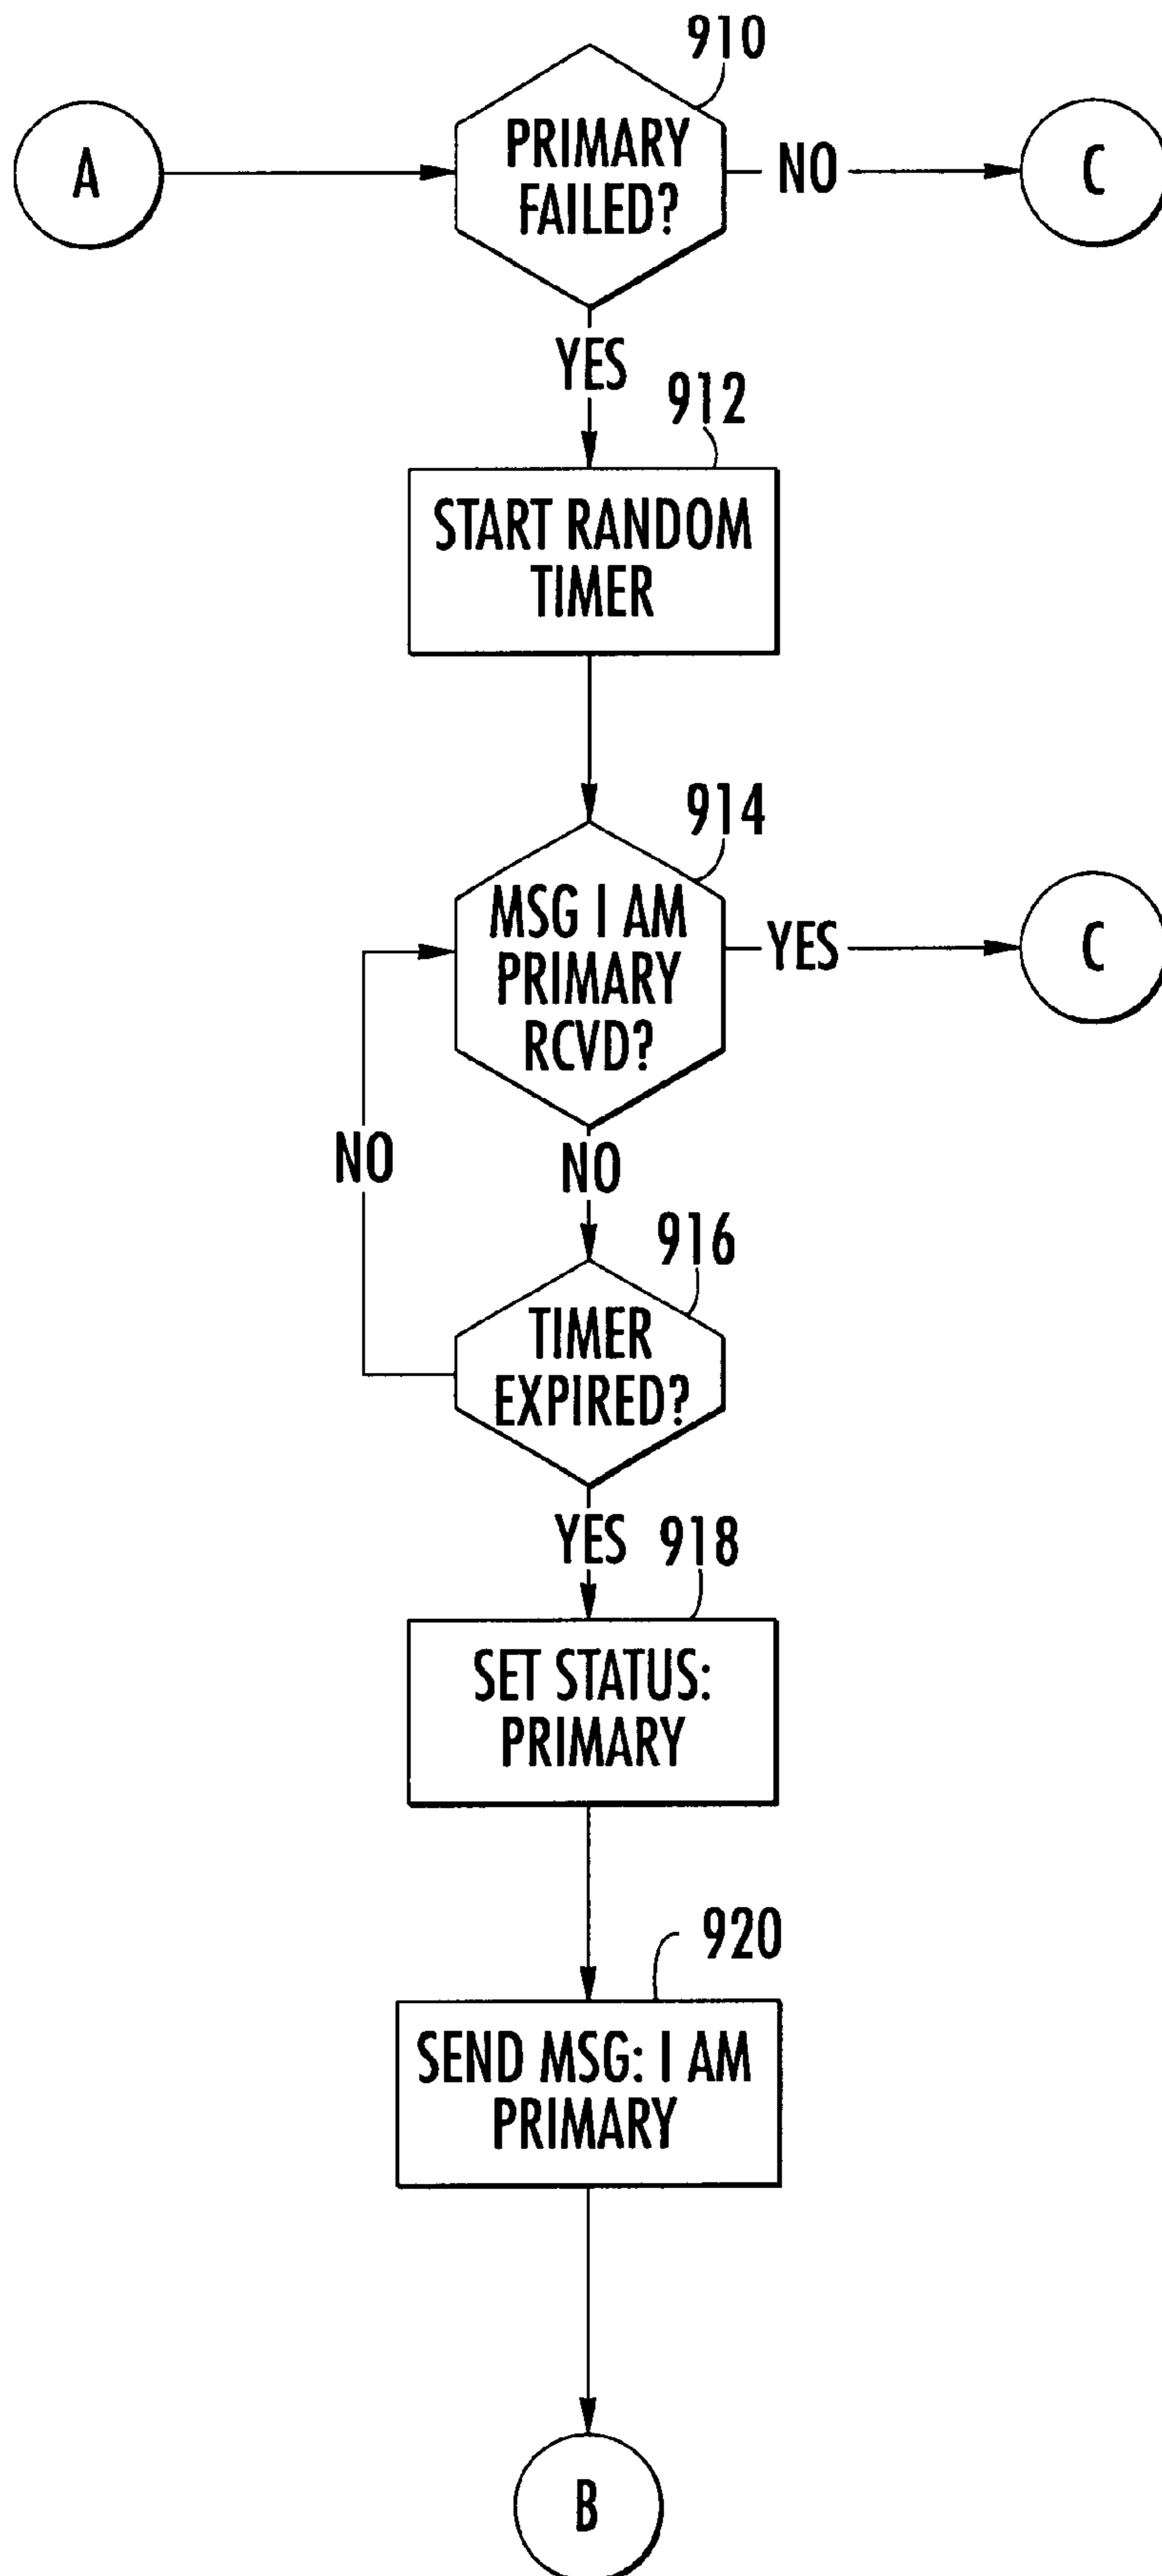 910
A
PRIMARY
FAILED?
NO
C
YES
912
START RANDOM
TIMER
914
MSG I AM
PRIMARY
RCVD?
YES
C
NO
NO
916
TIMER
EXPIRED?
YES
918
SET STATUS:
PRIMARY
920
SEND MSG: I AM
PRIMARY
B